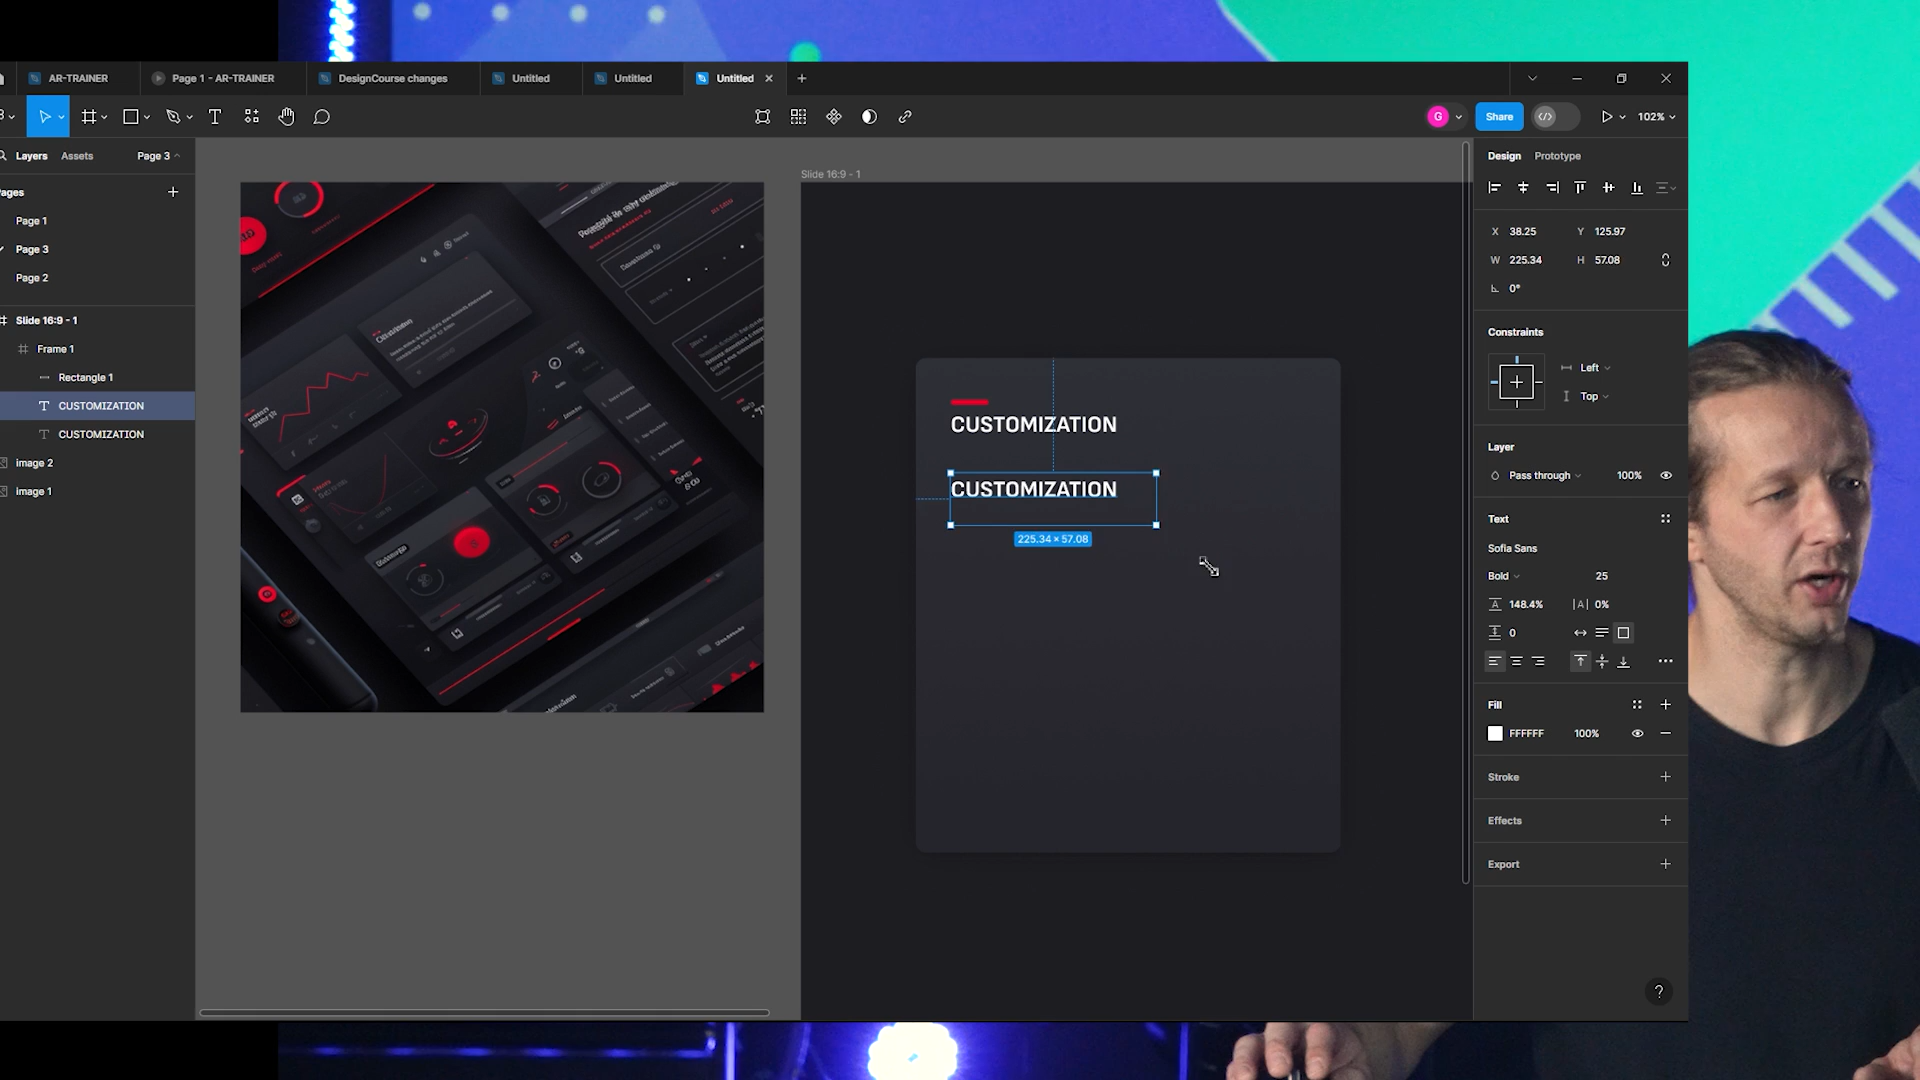 AR-TRAINER
Page 1 - AR-TRAINER
DesignCourse changes
Untitled
Untitled
Untitled
G
Share
102%
Layers
Assets
Page 3
ages
Page 1
Page 3
Page 2
Slide 16:9 - 1
Frame 1
Rectangle 1
CUSTOMIZATION
CUSTOMIZATION
image 2
image 1
Slide 16:9 - 1
CUSTOMIZATION
CUSTOMIZATION
225.34 × 57.08
Design
Prototype
X 38.25
Y 125.97
W 225.34
H 57.08
0°
Constraints
Left
Top
Layer
Pass through
100%
Text
Sofia Sans
Bold
25
148.4%
0%
0
Fill
FFFFFF
100%
Stroke
Effects
Export
?